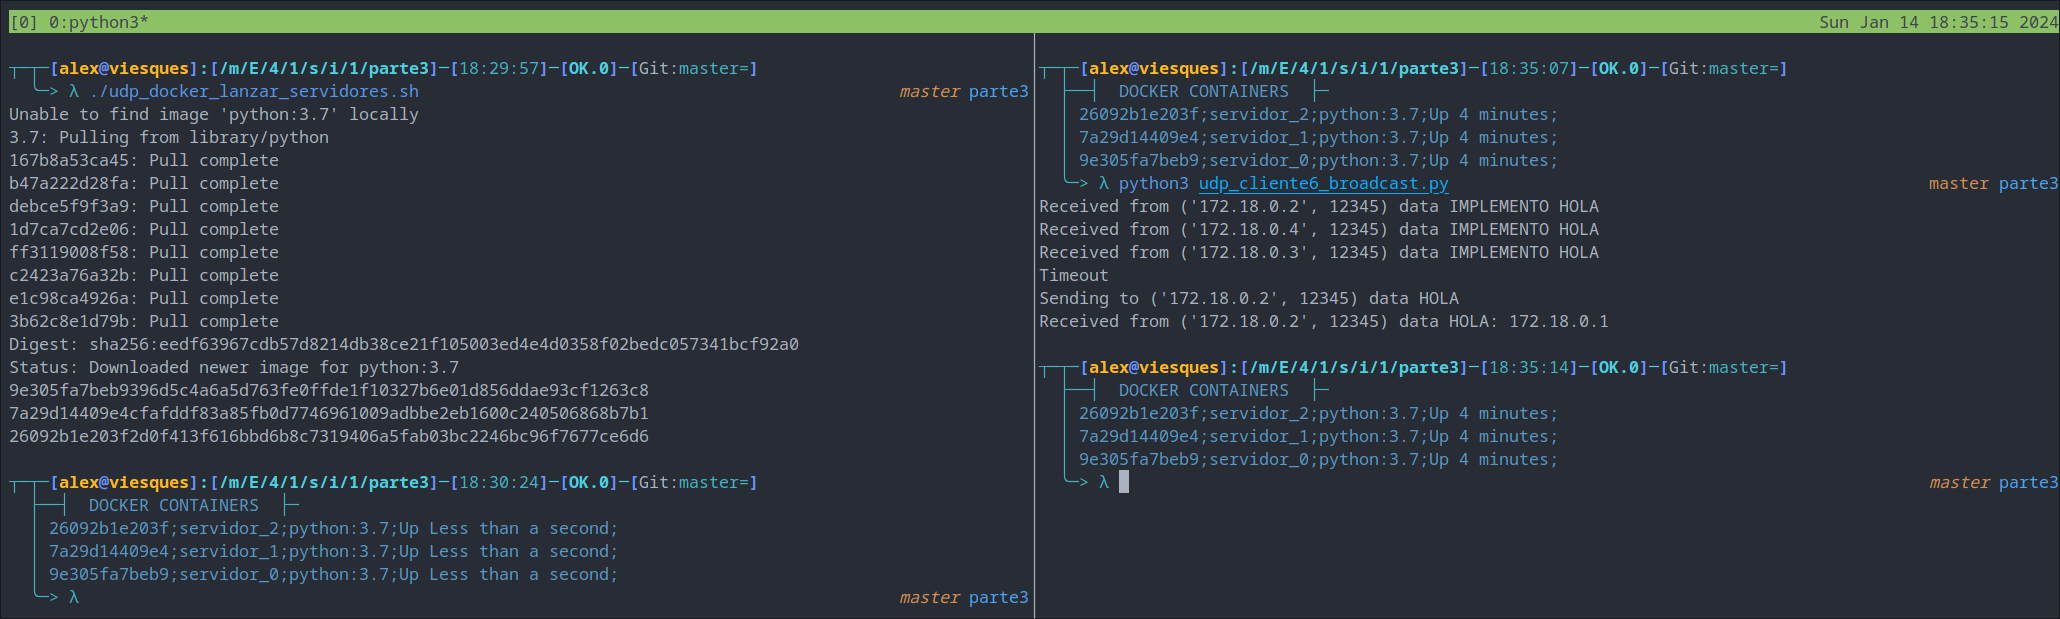 [0] 0:python3* Sun Jan 14 18:35:15 2024
[alex@viesques]:[/m/E/4/1/s/i/1/parte3]─[18:29:57]─[OK.0]─[Git:master=]
╰─> λ ./udp_docker_lanzar_servidores.sh master parte3
Unable to find image 'python:3.7' locally
3.7: Pulling from library/python
167b8a53ca45: Pull complete
b47a222d28fa: Pull complete
debce5f9f3a9: Pull complete
1d7ca7cd2e06: Pull complete
ff3119008f58: Pull complete
c2423a76a32b: Pull complete
e1c98ca4926a: Pull complete
3b62c8e1d79b: Pull complete
Digest: sha256:eedf63967cdb57d8214db38ce21f105003ed4e4d0358f02bedc057341bcf92a0
Status: Downloaded newer image for python:3.7
9e305fa7beb9396d5c4a6a5d763fe0ffde1f10327b6e01d856ddae93cf1263c8
7a29d14409e4cfafddf83a85fb0d7746961009adbbe2eb1600c240506868b7b1
26092b1e203f2d0f413f616bbd6b8c7319406a5fab03bc2246bc96f7677ce6d6
[alex@viesques]:[/m/E/4/1/s/i/1/parte3]─[18:30:24]─[OK.0]─[Git:master=]
DOCKER CONTAINERS
26092b1e203f;servidor_2;python:3.7;Up Less than a second;
7a29d14409e4;servidor_1;python:3.7;Up Less than a second;
9e305fa7beb9;servidor_0;python:3.7;Up Less than a second;
╰─> λ master parte3
[alex@viesques]:[/m/E/4/1/s/i/1/parte3]─[18:35:07]─[OK.0]─[Git:master=]
DOCKER CONTAINERS
26092b1e203f;servidor_2;python:3.7;Up 4 minutes;
7a29d14409e4;servidor_1;python:3.7;Up 4 minutes;
9e305fa7beb9;servidor_0;python:3.7;Up 4 minutes;
╰─> λ python3 udp_cliente6_broadcast.py master parte3
Received from ('172.18.0.2', 12345) data IMPLEMENTO HOLA
Received from ('172.18.0.4', 12345) data IMPLEMENTO HOLA
Received from ('172.18.0.3', 12345) data IMPLEMENTO HOLA
Timeout
Sending to ('172.18.0.2', 12345) data HOLA
Received from ('172.18.0.2', 12345) data HOLA: 172.18.0.1
[alex@viesques]:[/m/E/4/1/s/i/1/parte3]─[18:35:14]─[OK.0]─[Git:master=]
DOCKER CONTAINERS
26092b1e203f;servidor_2;python:3.7;Up 4 minutes;
7a29d14409e4;servidor_1;python:3.7;Up 4 minutes;
9e305fa7beb9;servidor_0;python:3.7;Up 4 minutes;
╰─> λ master parte3